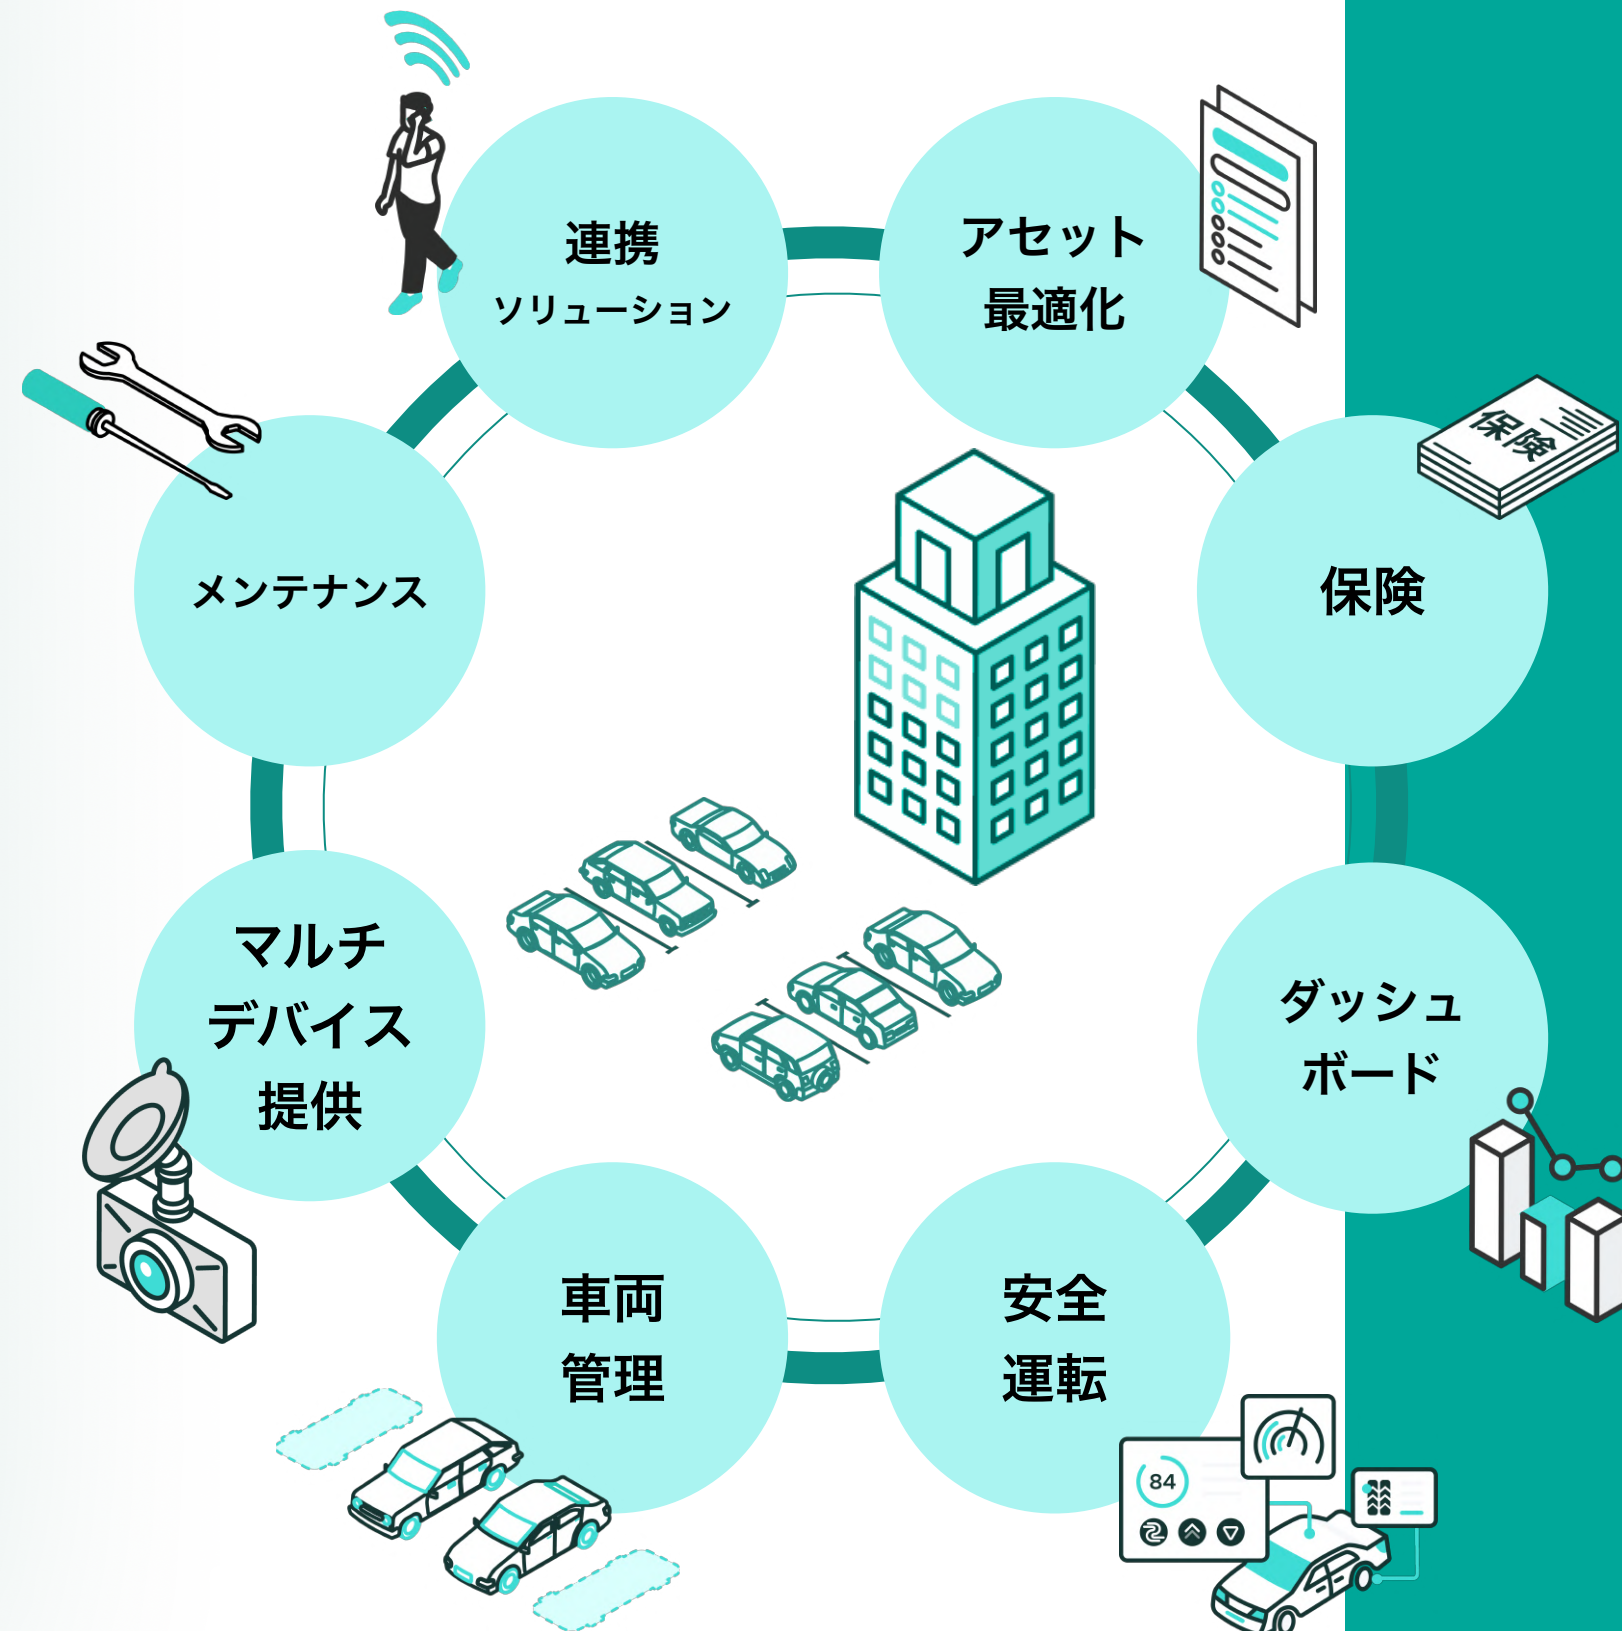 連携
ソリューション
アセット
最適化
保険
保険
メンテナンス
マルチ
デバイス
提供
ダッシュ
ボード
車両
管理
安全
運転
84